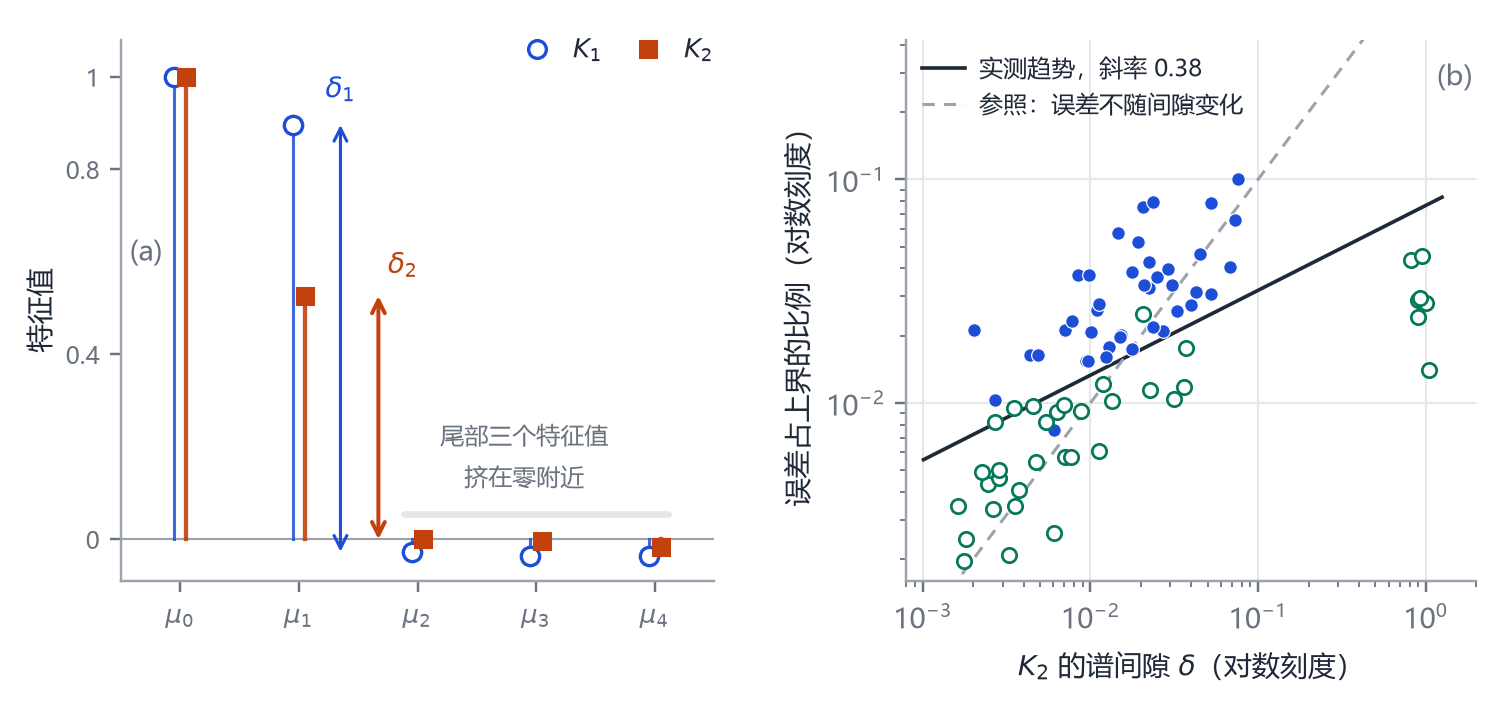 K₁ K₂
1
0.8
0.4
0
特征值
(a)
δ₁
δ₂
尾部三个特征值
挤在零附近
μ₀ μ₁ μ₂ μ₃ μ₄
实测趋势，斜率 0.38
参照：误差不随间隙变化
(b)
10⁻¹
10⁻²
误差占上界的比例（对数刻度）
10⁻³ 10⁻² 10⁻¹ 10⁰
K₂ 的谱间隙 δ（对数刻度）